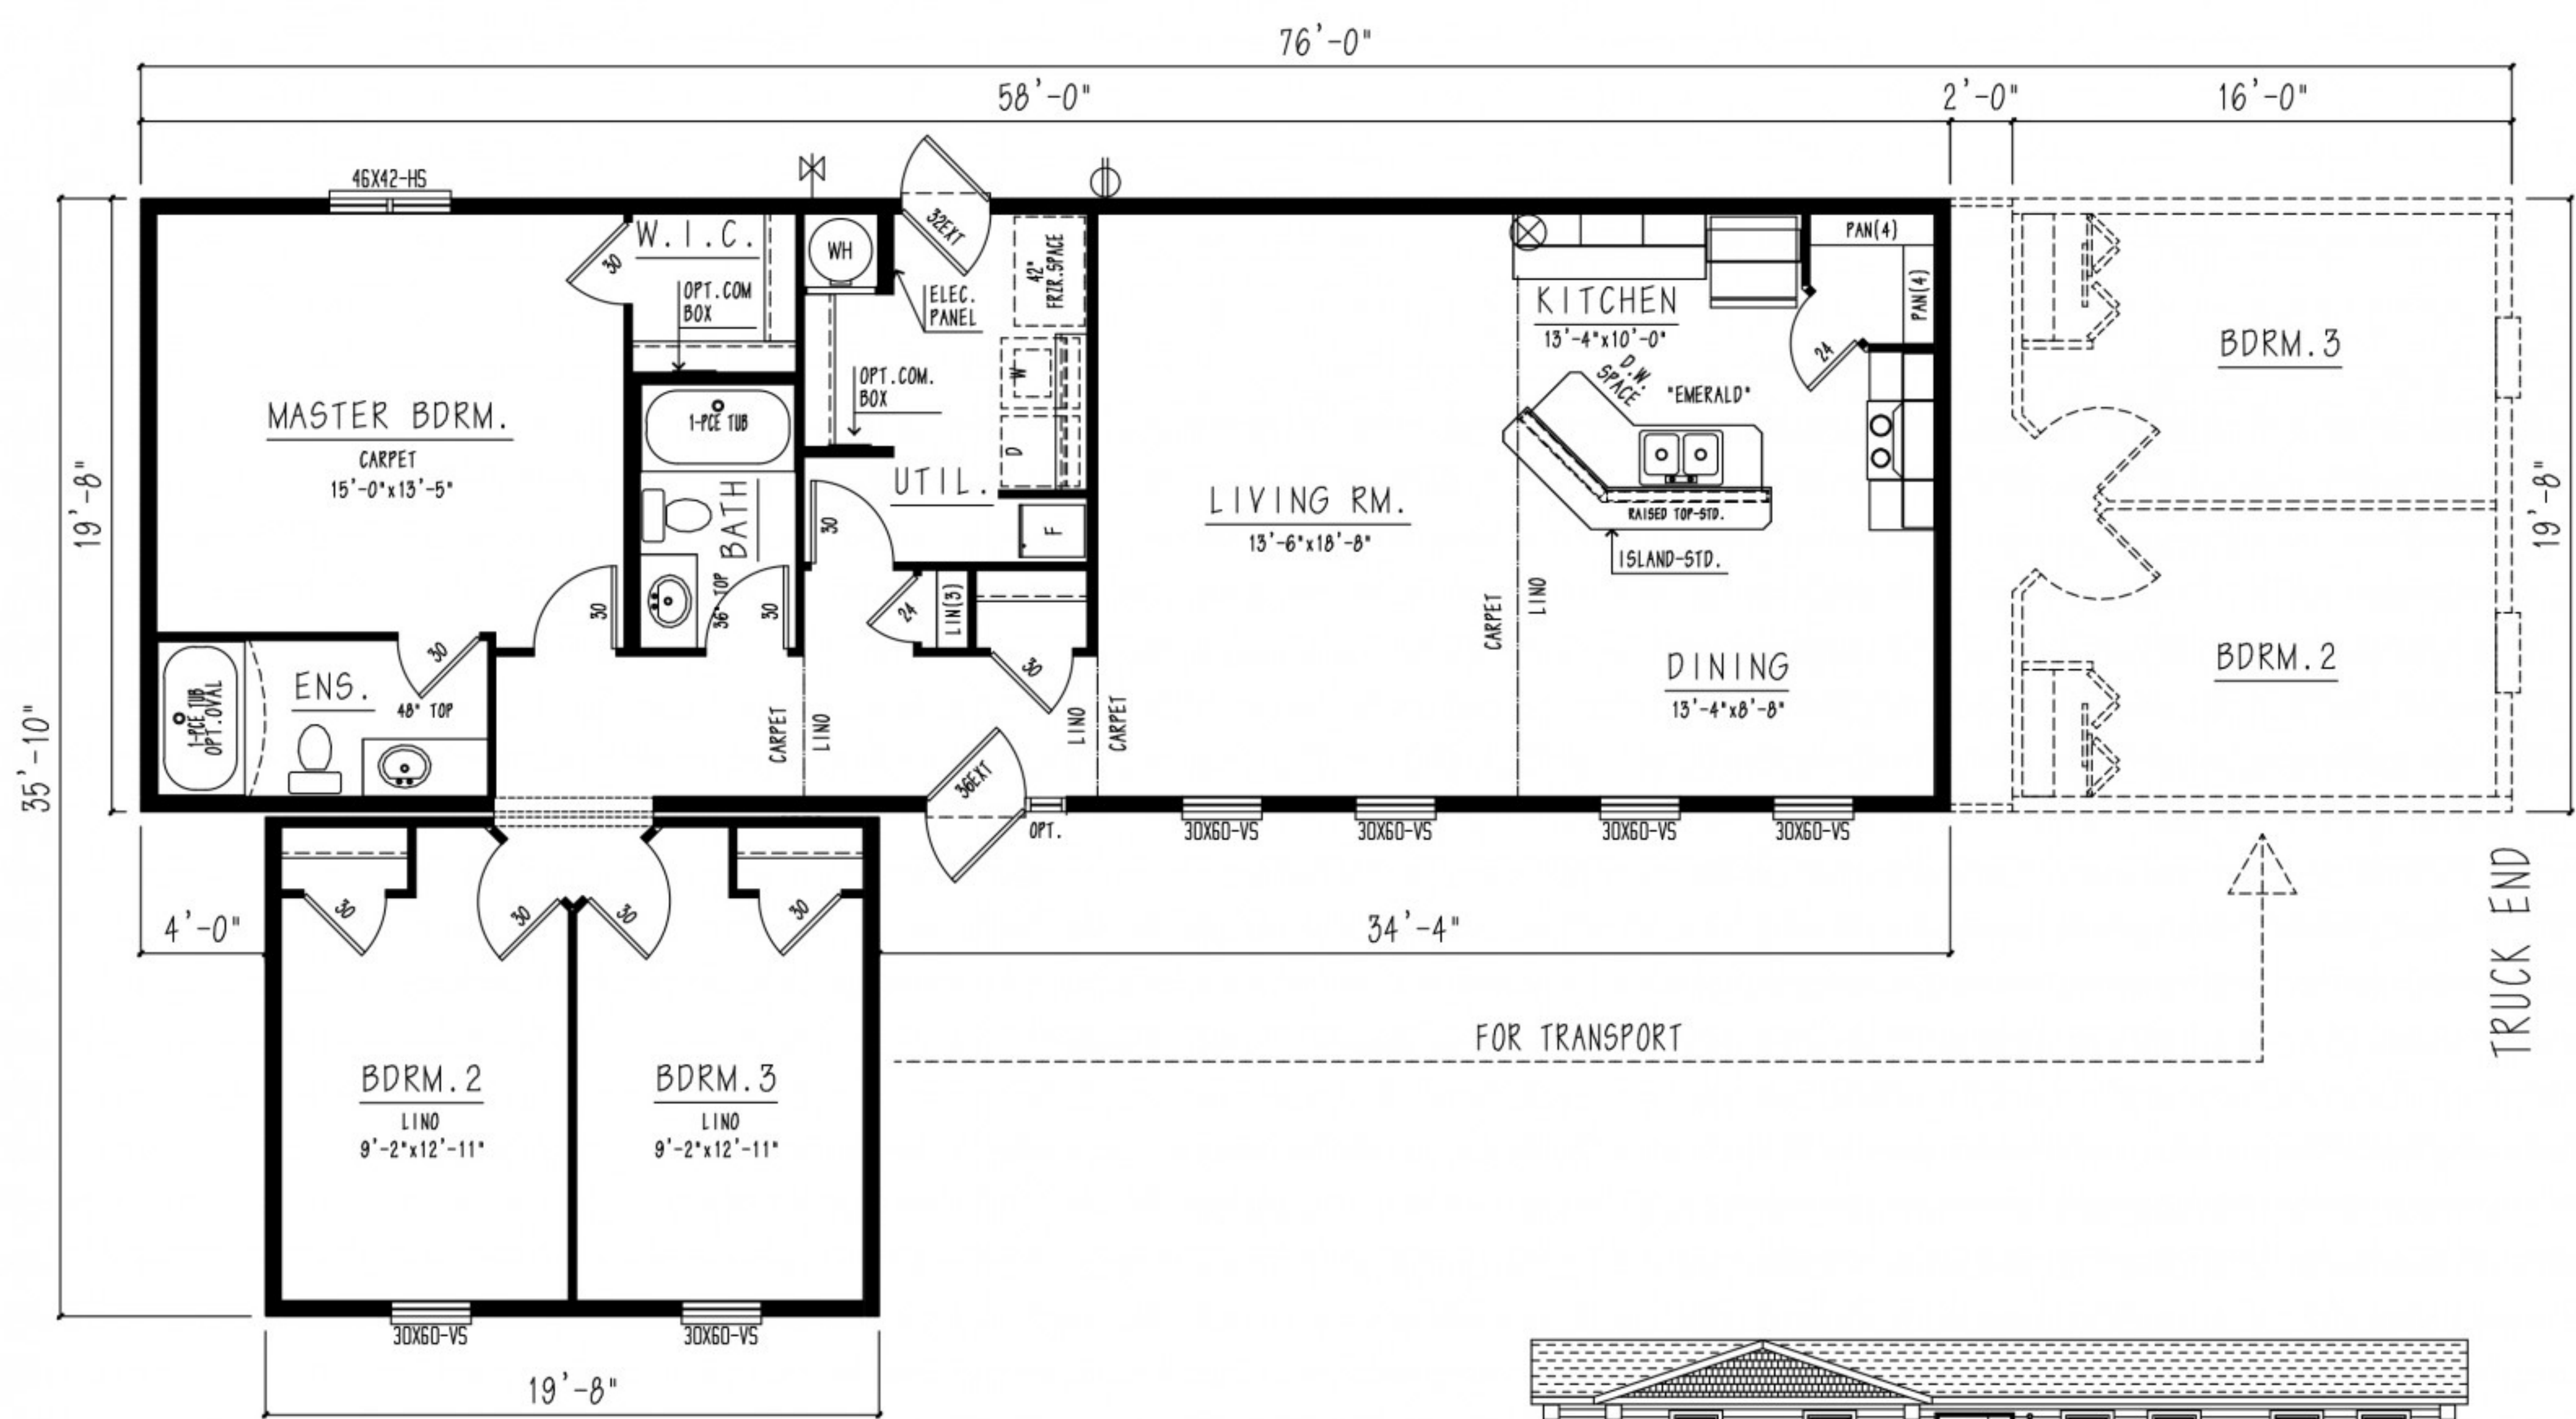 76'-0"
58'-0"
2'-0"
16'-0"
46X42-HS
32EXT
WH
W.I.C.
30
OPT.COM
BOX
ELEC.
PANEL
42"
FRZR.SPACE
PAN(4)
PAN(4)
KITCHEN
13'-4"x10'-0"
D.W.
SPACE
"EMERALD"
24
BDRM.3
MASTER BDRM.
CARPET
15'-0"x13'-5"
1-PCE TUB
OPT.COM.
BOX
W
D
UTIL.
BATH
30
F
LIVING RM.
13'-6"x18'-8"
RAISED TOP-STD.
ISLAND-STD.
19'-8"
19'-8"
30
36" TOP
30
24
LIN(3)
CARPET
LINO
30
30
ENS.
48" TOP
1-PCE TUB
OPT.OVAL
CARPET
LINO
LINO
CARPET
DINING
13'-4"x8'-8"
BDRM.2
35'-10"
36EXT
OPT.
30X60-VS
30X60-VS
30X60-VS
30X60-VS
4'-0"
30
30
30
30
34'-4"
TRUCK END
FOR TRANSPORT
BDRM.2
LINO
9'-2"x12'-11"
BDRM.3
LINO
9'-2"x12'-11"
30X60-VS
30X60-VS
19'-8"